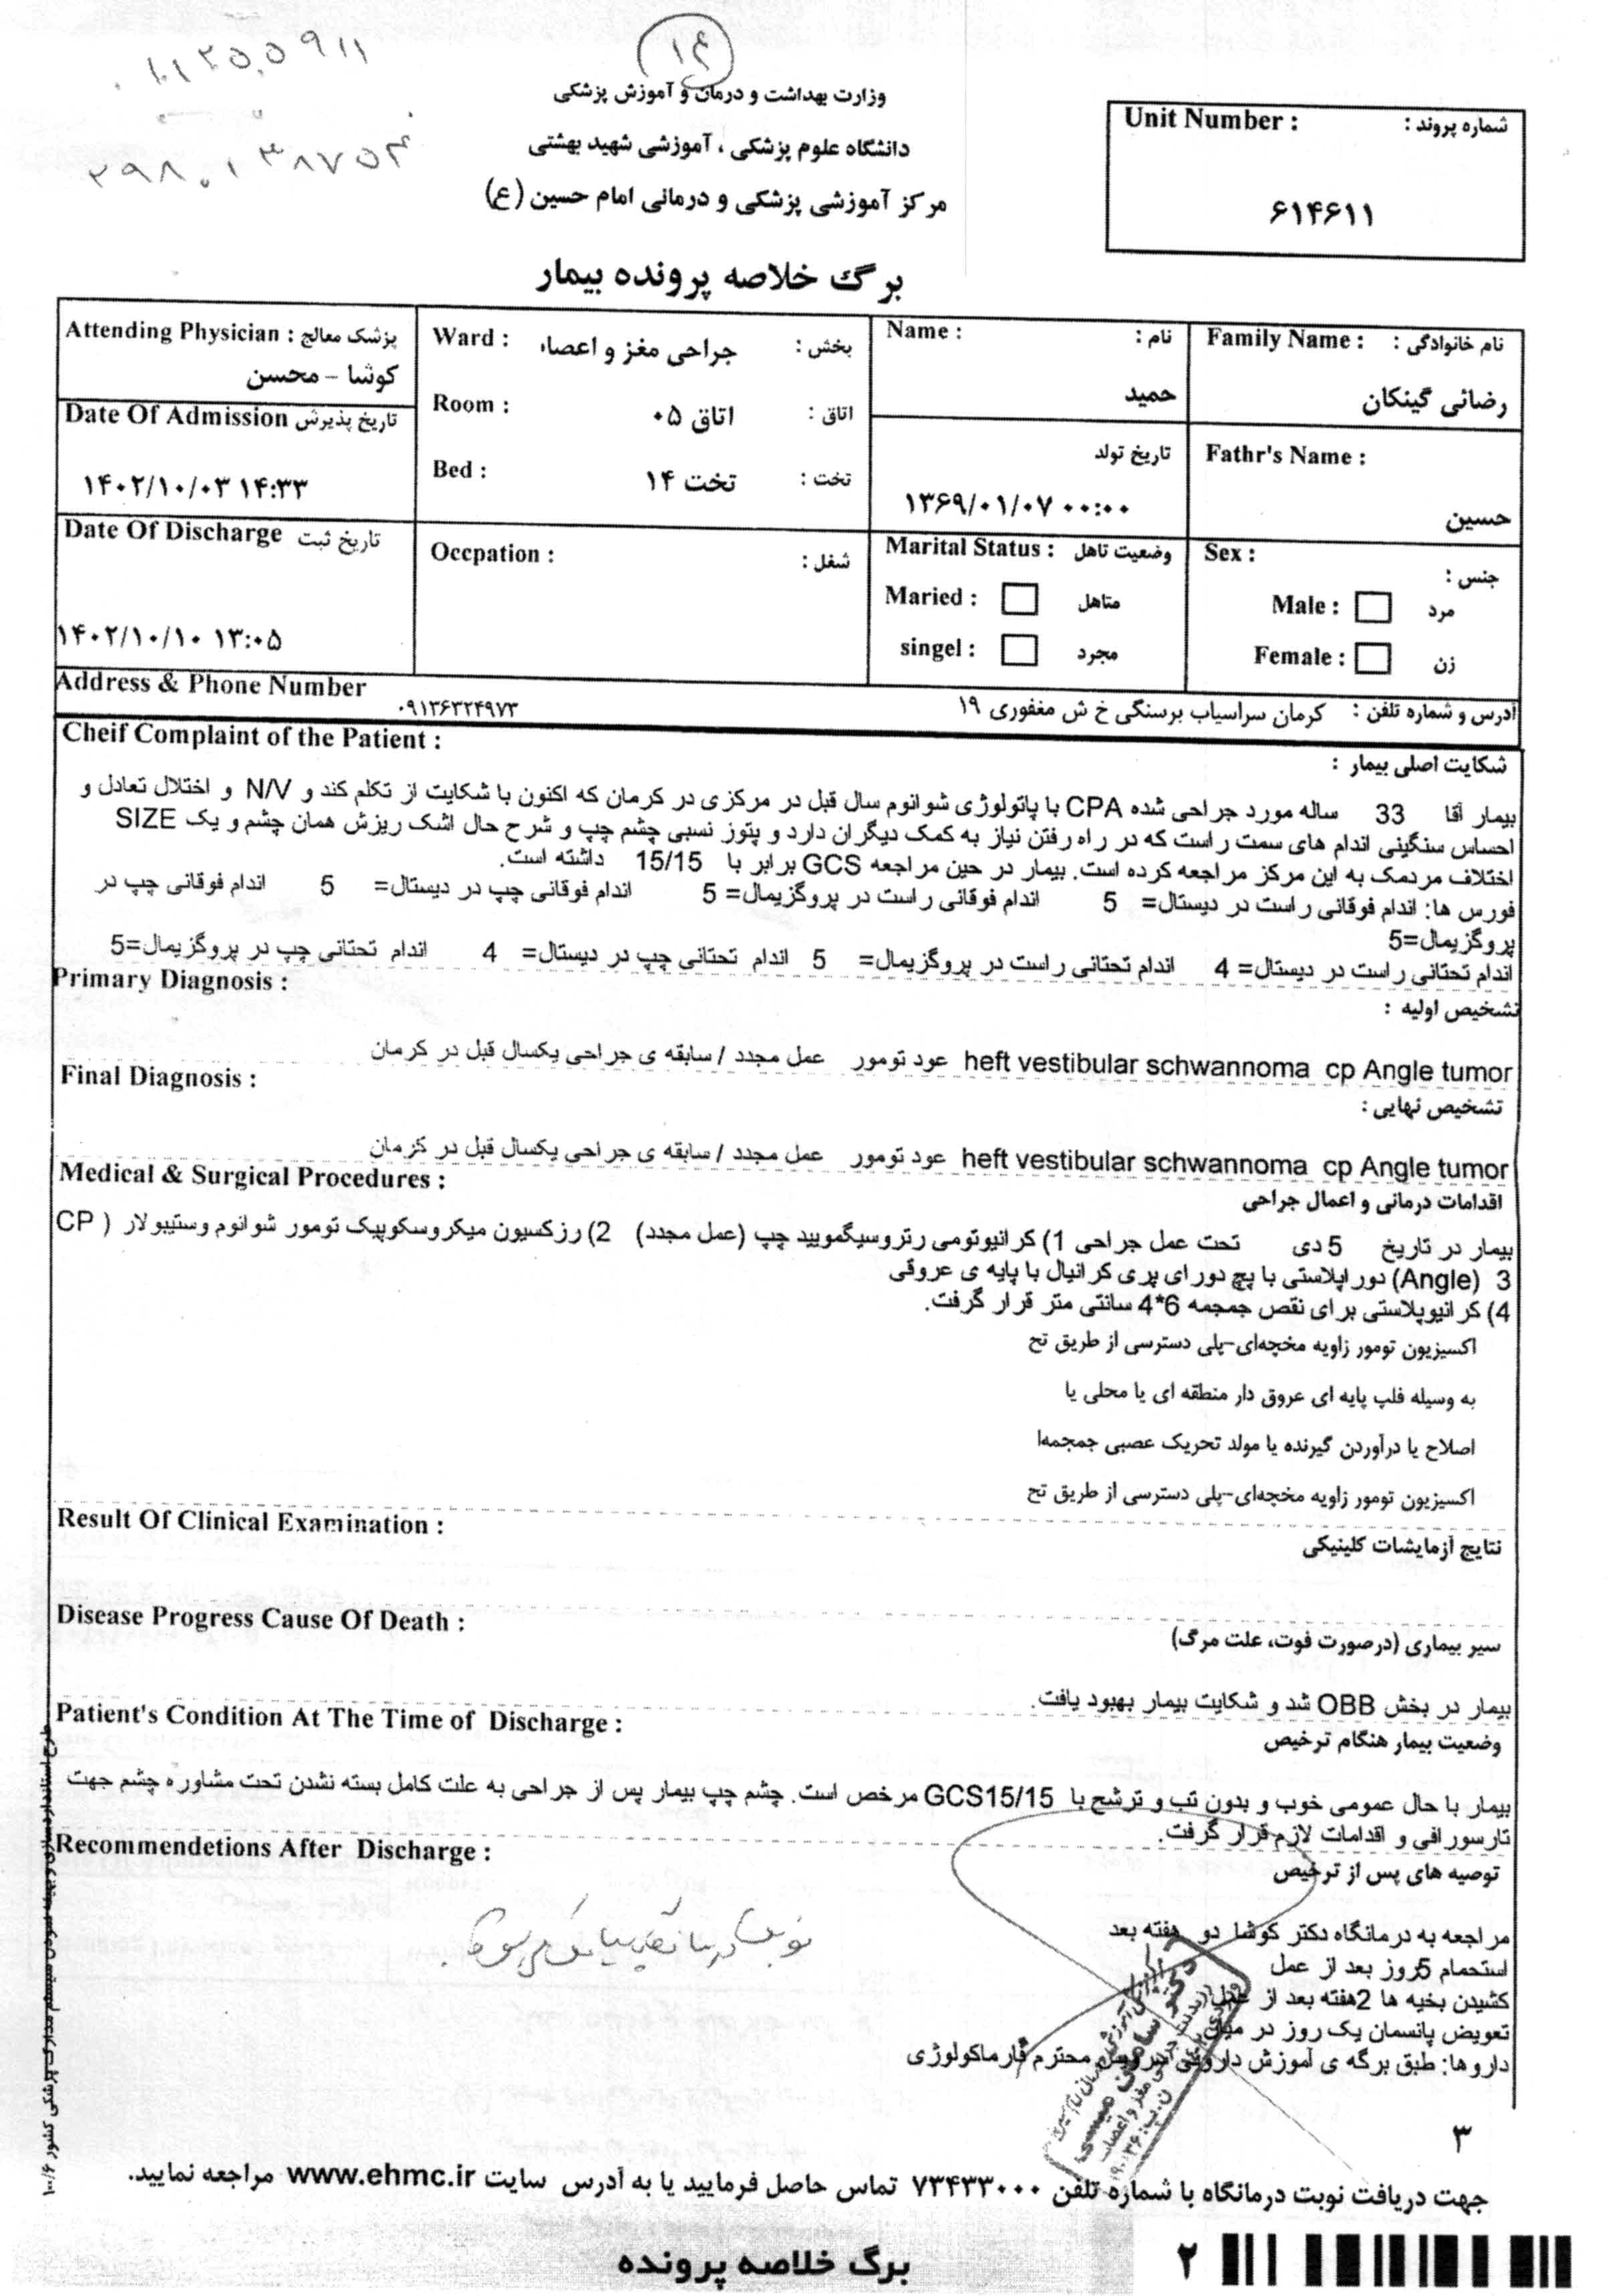 ۱۴
وزارت بهداشت و درمان و آموزش پزشکی
دانشگاه علوم پزشکی ، آموزشی شهید بهشتی
مرکز آموزشی پزشکی و درمانی امام حسین (ع)
Unit Number : شماره پروند :
۶۱۴۶۱۱
برگ خلاصه پرونده بیمار
نام خانوادگی : Family Name :
رضائی گینکان
نام : Name :
حمید
بخش : جراحی مغز و اعصاب Ward :
پزشک معالج : Attending Physician :
کوشا - محسن
اتاق : اتاق ۰۵ Room :
تاریخ پذیرش Date Of Admission
۱۴۰۲/۱۰/۰۳ ۱۴:۳۳
Fathr's Name :
حسین
تاریخ تولد
۱۳۶۹/۰۱/۰۷ ۰۰:۰۰
تخت : تخت ۱۴ Bed :
تاریخ ثبت Date Of Discharge
۱۴۰۲/۱۰/۱۰ ۱۳:۰۵
جنس : Sex :
مرد Male :
زن Female :
وضعیت تاهل Marital Status :
متاهل Maried :
مجرد singel :
شغل : Occpation :
Address & Phone Number
آدرس و شماره تلفن : کرمان سراسیاب برسنگی خ ش مغفوری ۱۹ ۰۹۱۳۶۳۲۴۹۷۳
Cheif Complaint of the Patient :
شکایت اصلی بیمار :
بیمار آقا 33 ساله مورد جراحی شده CPA با پاتولوژی شوانوم سال قبل در مرکزی در کرمان که اکنون با شکایت از تکلم کند و N/V و اختلال تعادل و
احساس سنگینی اندام های سمت راست که در راه رفتن نیاز به کمک دیگران دارد و پتوز نسبی چشم چپ و شرح حال اشک ریزش همان چشم و یک SIZE
اختلاف مردمک به این مرکز مراجعه کرده است. بیمار در حین مراجعه GCS برابر با 15/15 داشته است.
فورس ها: اندام فوقانی راست در دیستال= 5 اندام فوقانی راست در پروگزیمال= 5 اندام فوقانی چپ در دیستال= 5 اندام فوقانی چپ در
پروگزیمال=5
اندام تحتانی راست در دیستال= 4 اندام تحتانی راست در پروگزیمال= 5 اندام تحتانی چپ در دیستال= 4 اندام تحتانی چپ در پروگزیمال=5
Primary Diagnosis :
تشخیص اولیه :
heft vestibular schwannoma cp Angle tumor عود تومور عمل مجدد / سابقه ی جراحی یکسال قبل در کرمان
Final Diagnosis :
تشخیص نهایی :
heft vestibular schwannoma cp Angle tumor عود تومور عمل مجدد / سابقه ی جراحی یکسال قبل در کرمان
Medical & Surgical Procedures :
اقدامات درمانی و اعمال جراحی
بیمار در تاریخ 5 دی تحت عمل جراحی 1) کرانیوتومی رتروسیگمویید چپ (عمل مجدد) 2) رزکسیون میکروسکوپیک تومور شوانوم وستیبولار ( CP
Angle) 3) دوراپلاستی با پچ دورای پری کرانیال با پایه ی عروقی
4) کرانیوپلاستی برای نقص جمجمه 6*4 سانتی متر قرار گرفت.
اکسیزیون تومور زاویه مخچه‌ای-پلی دسترسی از طریق تح
به وسیله فلپ پایه ای عروق دار منطقه ای یا محلی یا
اصلاح یا درآوردن گیرنده یا مولد تحریک عصبی جمجمه‌ا
اکسیزیون تومور زاویه مخچه‌ای-پلی دسترسی از طریق تح
Result Of Clinical Examination :
نتایج آزمایشات کلینیکی
Disease Progress Cause Of Death :
سیر بیماری (درصورت فوت، علت مرگ)
بیمار در بخش OBB شد و شکایت بیمار بهبود یافت.
Patient's Condition At The Time of Discharge :
وضعیت بیمار هنگام ترخیص
بیمار با حال عمومی خوب و بدون تب و ترشح با GCS15/15 مرخص است. چشم چپ بیمار پس از جراحی به علت کامل بسته نشدن تحت مشاوره چشم جهت
تارسورافی و اقدامات لازم قرار گرفت.
Recommendetions After Discharge :
توصیه های پس از ترخیص
مراجعه به درمانگاه دکتر کوشا دو هفته بعد
استحمام 5روز بعد از عمل
کشیدن بخیه ها 2هفته بعد از عمل
تعویض پانسمان یک روز در میان
داروها: طبق برگه ی آموزش دارویی محترم فارماکولوژی
۳
جهت دریافت نوبت درمانگاه با شماره تلفن ۷۳۴۳۳۰۰۰ تماس حاصل فرمایید یا به آدرس سایت www.ehmc.ir مراجعه نمایید.
برگ خلاصه پرونده
۲